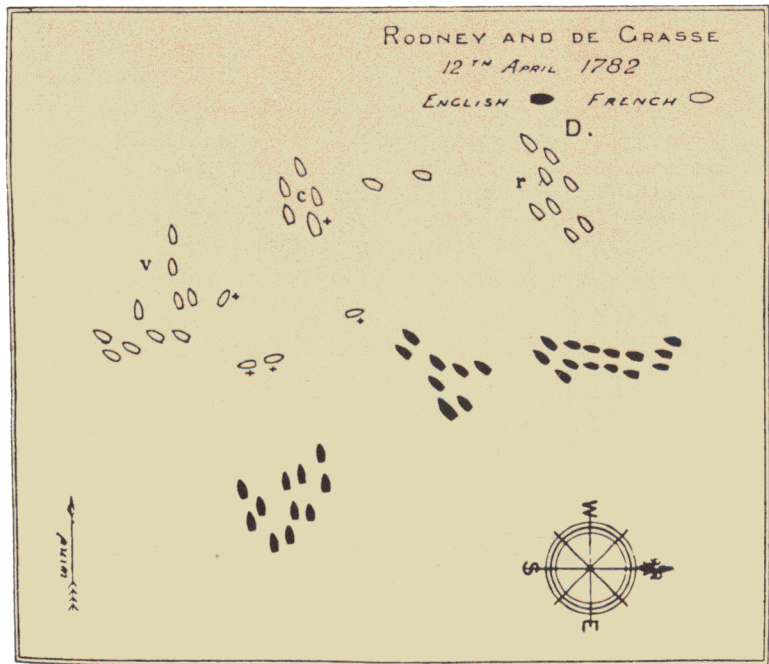 RODNEY AND DE GRASSE
12TH APRIL 1782
ENGLISH FRENCH
D.
r
c
v
wind
W
S
E